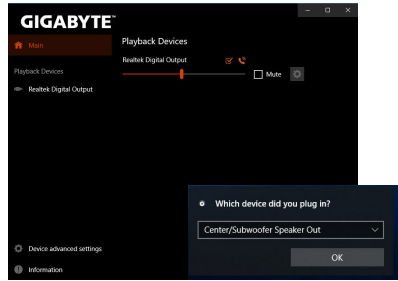 GIGABYTE™
Main
Playback Devices
Realtek Digital Output
Playback Devices
Realtek Digital Output
Mute
Which device did you plug in?
Center/Subwoofer Speaker Out
OK
Device advanced settings
Information